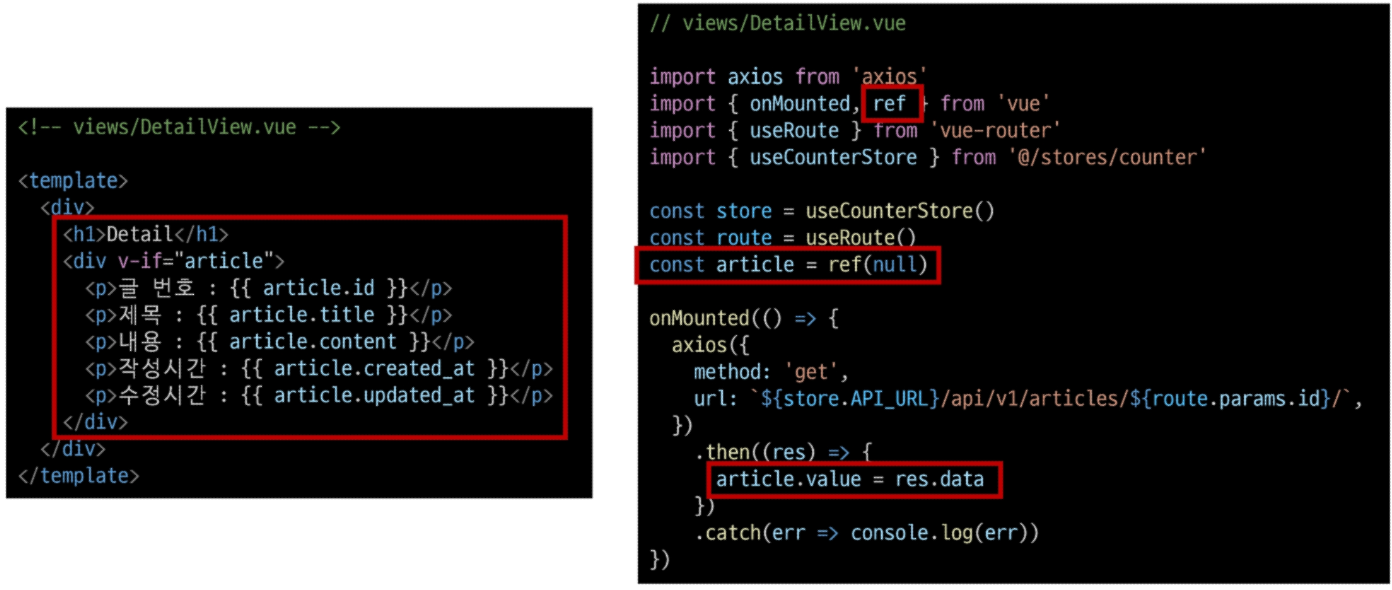 <!-- views/DetailView.vue -->
<template>
<div>
<h1>Detail</h1>
<div v-if="article">
<p>글 번호 : {{ article.id }}</p>
<p>제목 : {{ article.title }}</p>
<p>내용 : {{ article.content }}</p>
<p>작성시간 : {{ article.created_at }}</p>
<p>수정시간 : {{ article.updated_at }}</p>
</div>
</div>
</template>
// views/DetailView.vue
import axios from 'axios'
import { onMounted, ref } from 'vue'
import { useRoute } from 'vue-router'
import { useCounterStore } from '@/stores/counter'
const store = useCounterStore()
const route = useRoute()
const article = ref(null)
onMounted(() => {
axios({
method: 'get',
url: `${store.API_URL}/api/v1/articles/${route.params.id}/`,
})
.then((res) => {
article.value = res.data
})
.catch(err => console.log(err))
})